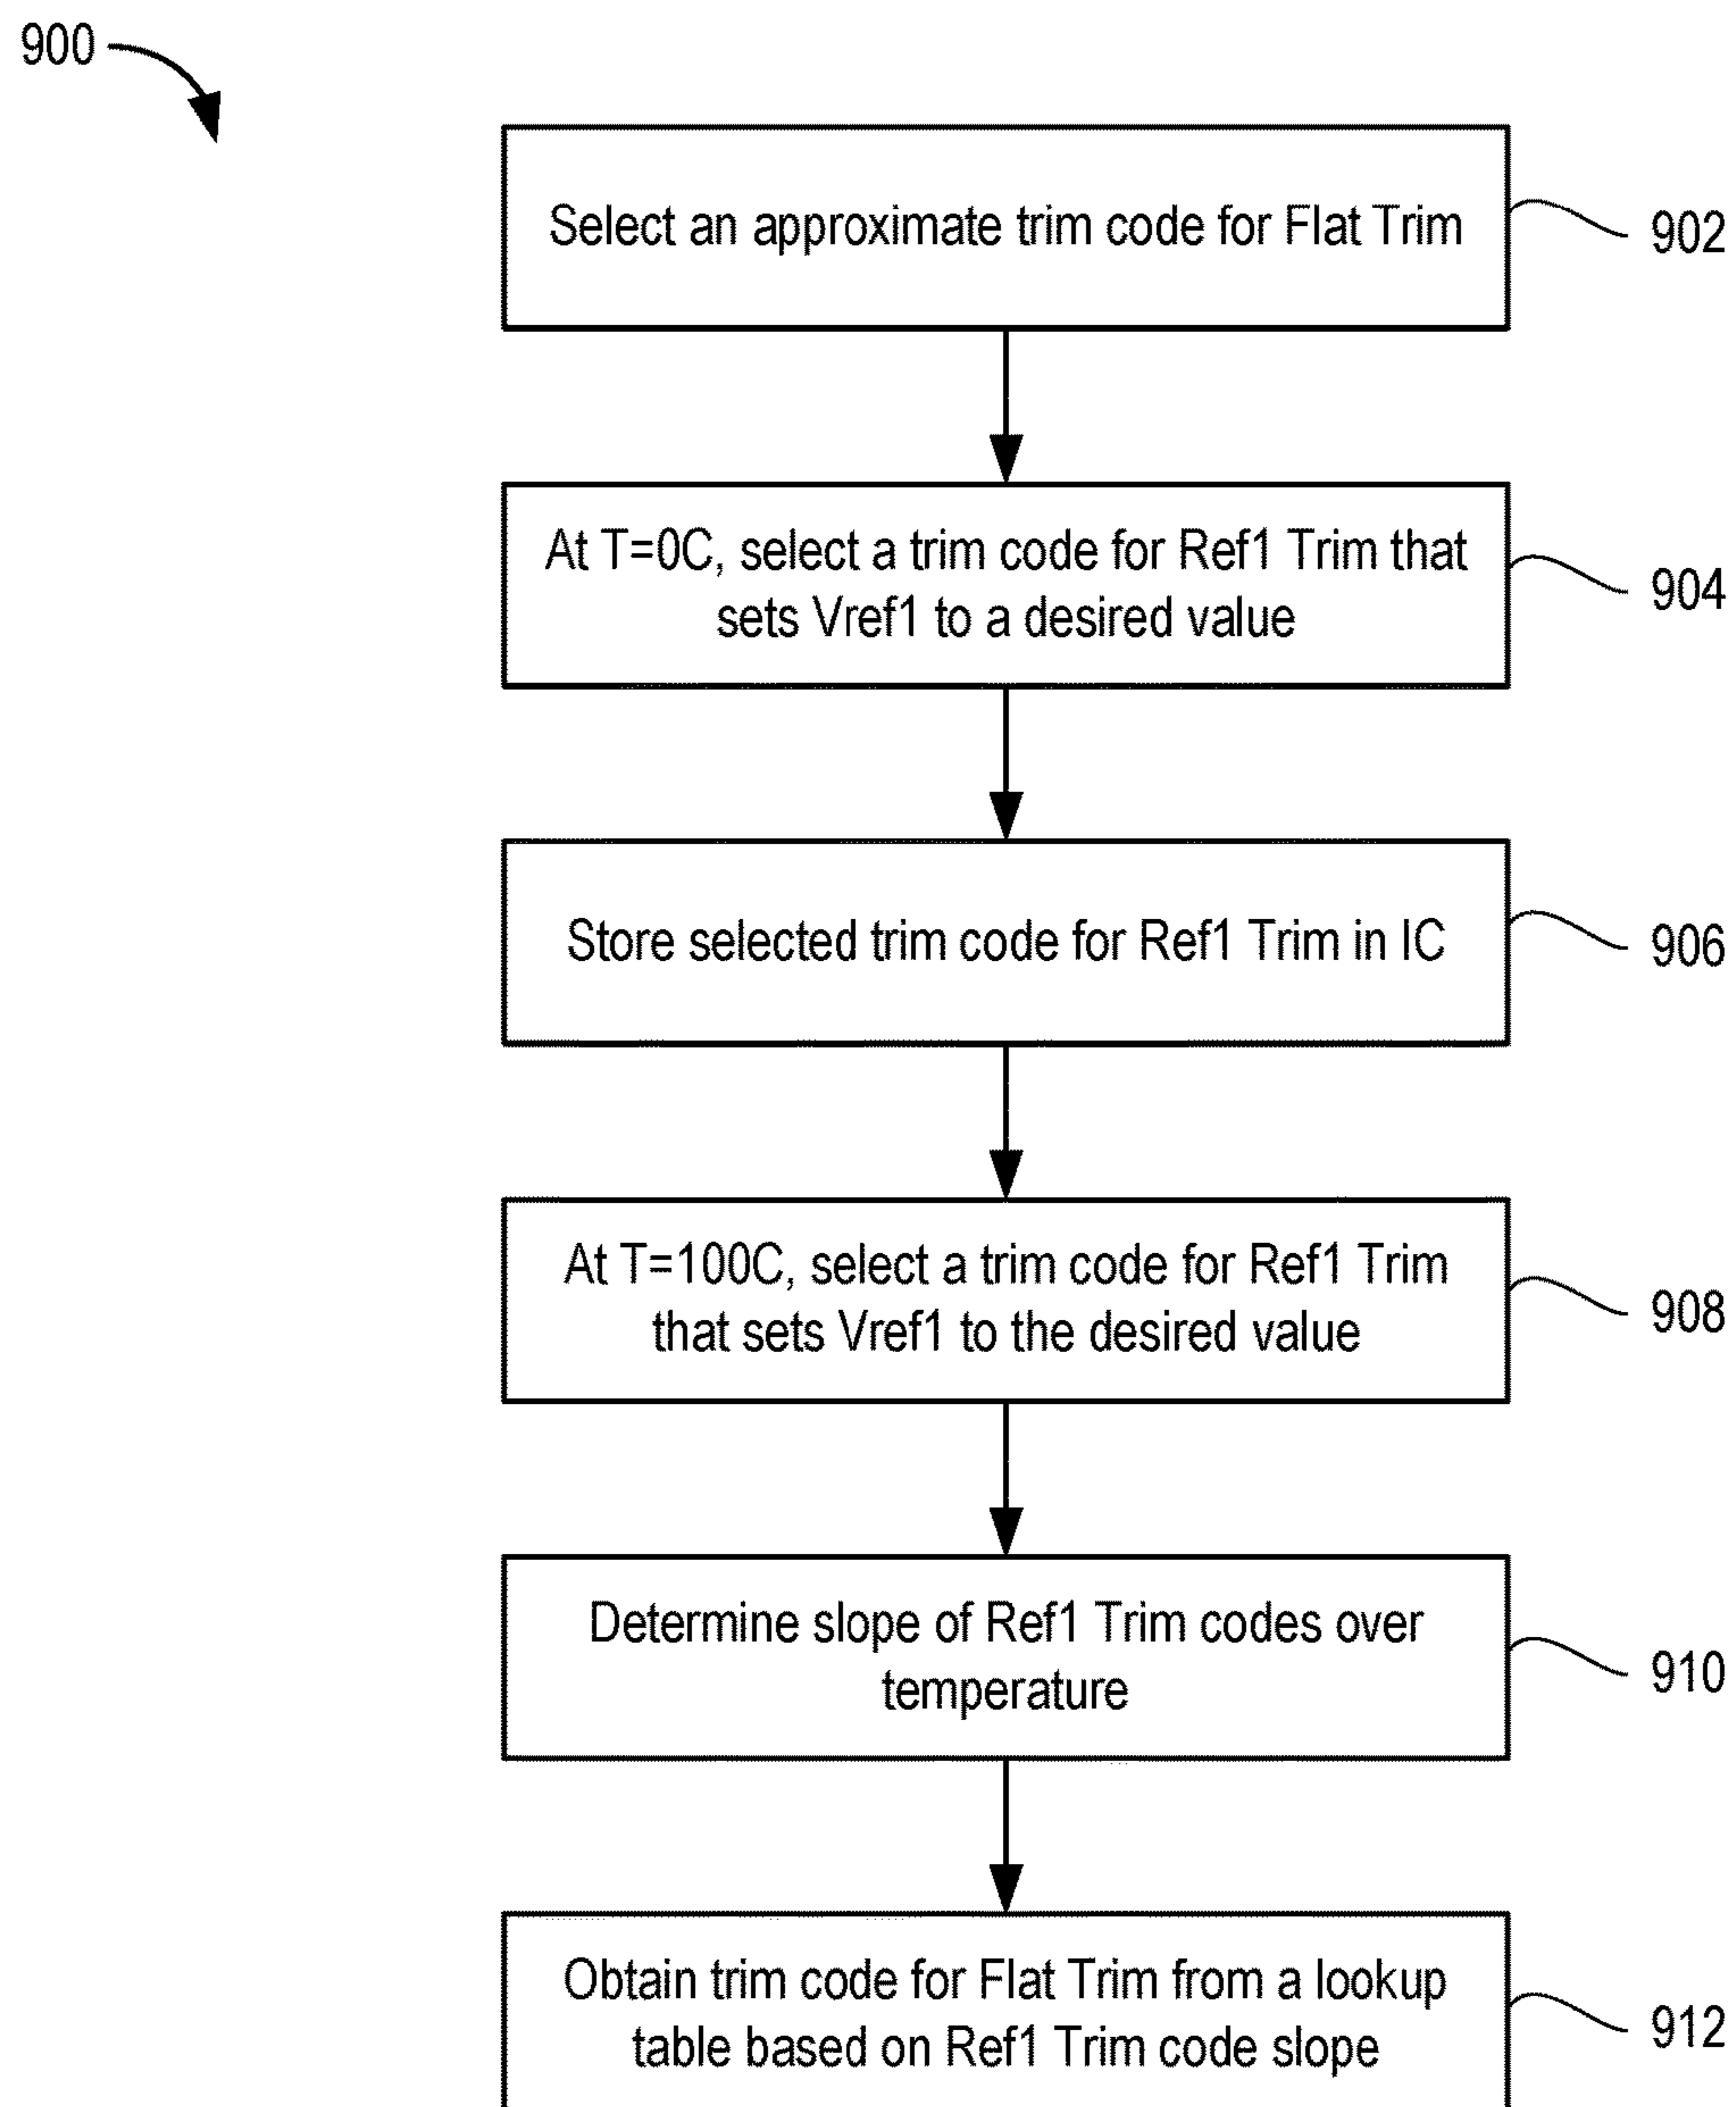 900
Select an approximate trim code for Flat Trim
902
At T=0C, select a trim code for Ref1 Trim that
sets Vref1 to a desired value
904
Store selected trim code for Ref1 Trim in IC
906
At T=100C, select a trim code for Ref1 Trim
that sets Vref1 to the desired value
908
Determine slope of Ref1 Trim codes over
temperature
910
Obtain trim code for Flat Trim from a lookup
table based on Ref1 Trim code slope
912